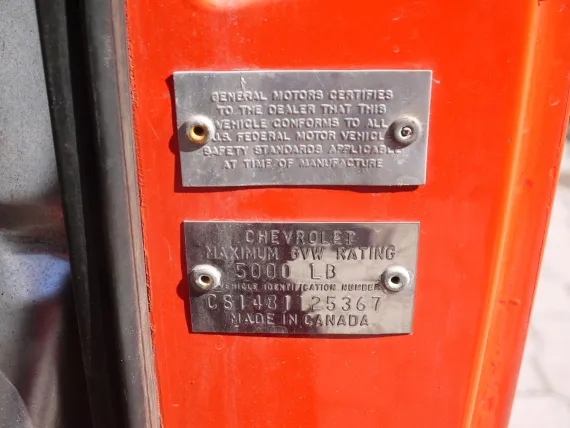 GENERAL MOTORS CERTIFIES
TO THE DEALER THAT THIS
VEHICLE CONFORMS TO ALL
U.S. FEDERAL MOTOR VEHICLE
SAFETY STANDARDS APPLICABLE
AT TIME OF MANUFACTURE
CHEVROLET
MAXIMUM GVW RATING
5000 LB
VEHICLE IDENTIFICATION NUMBER
CS1481125367
MADE IN CANADA